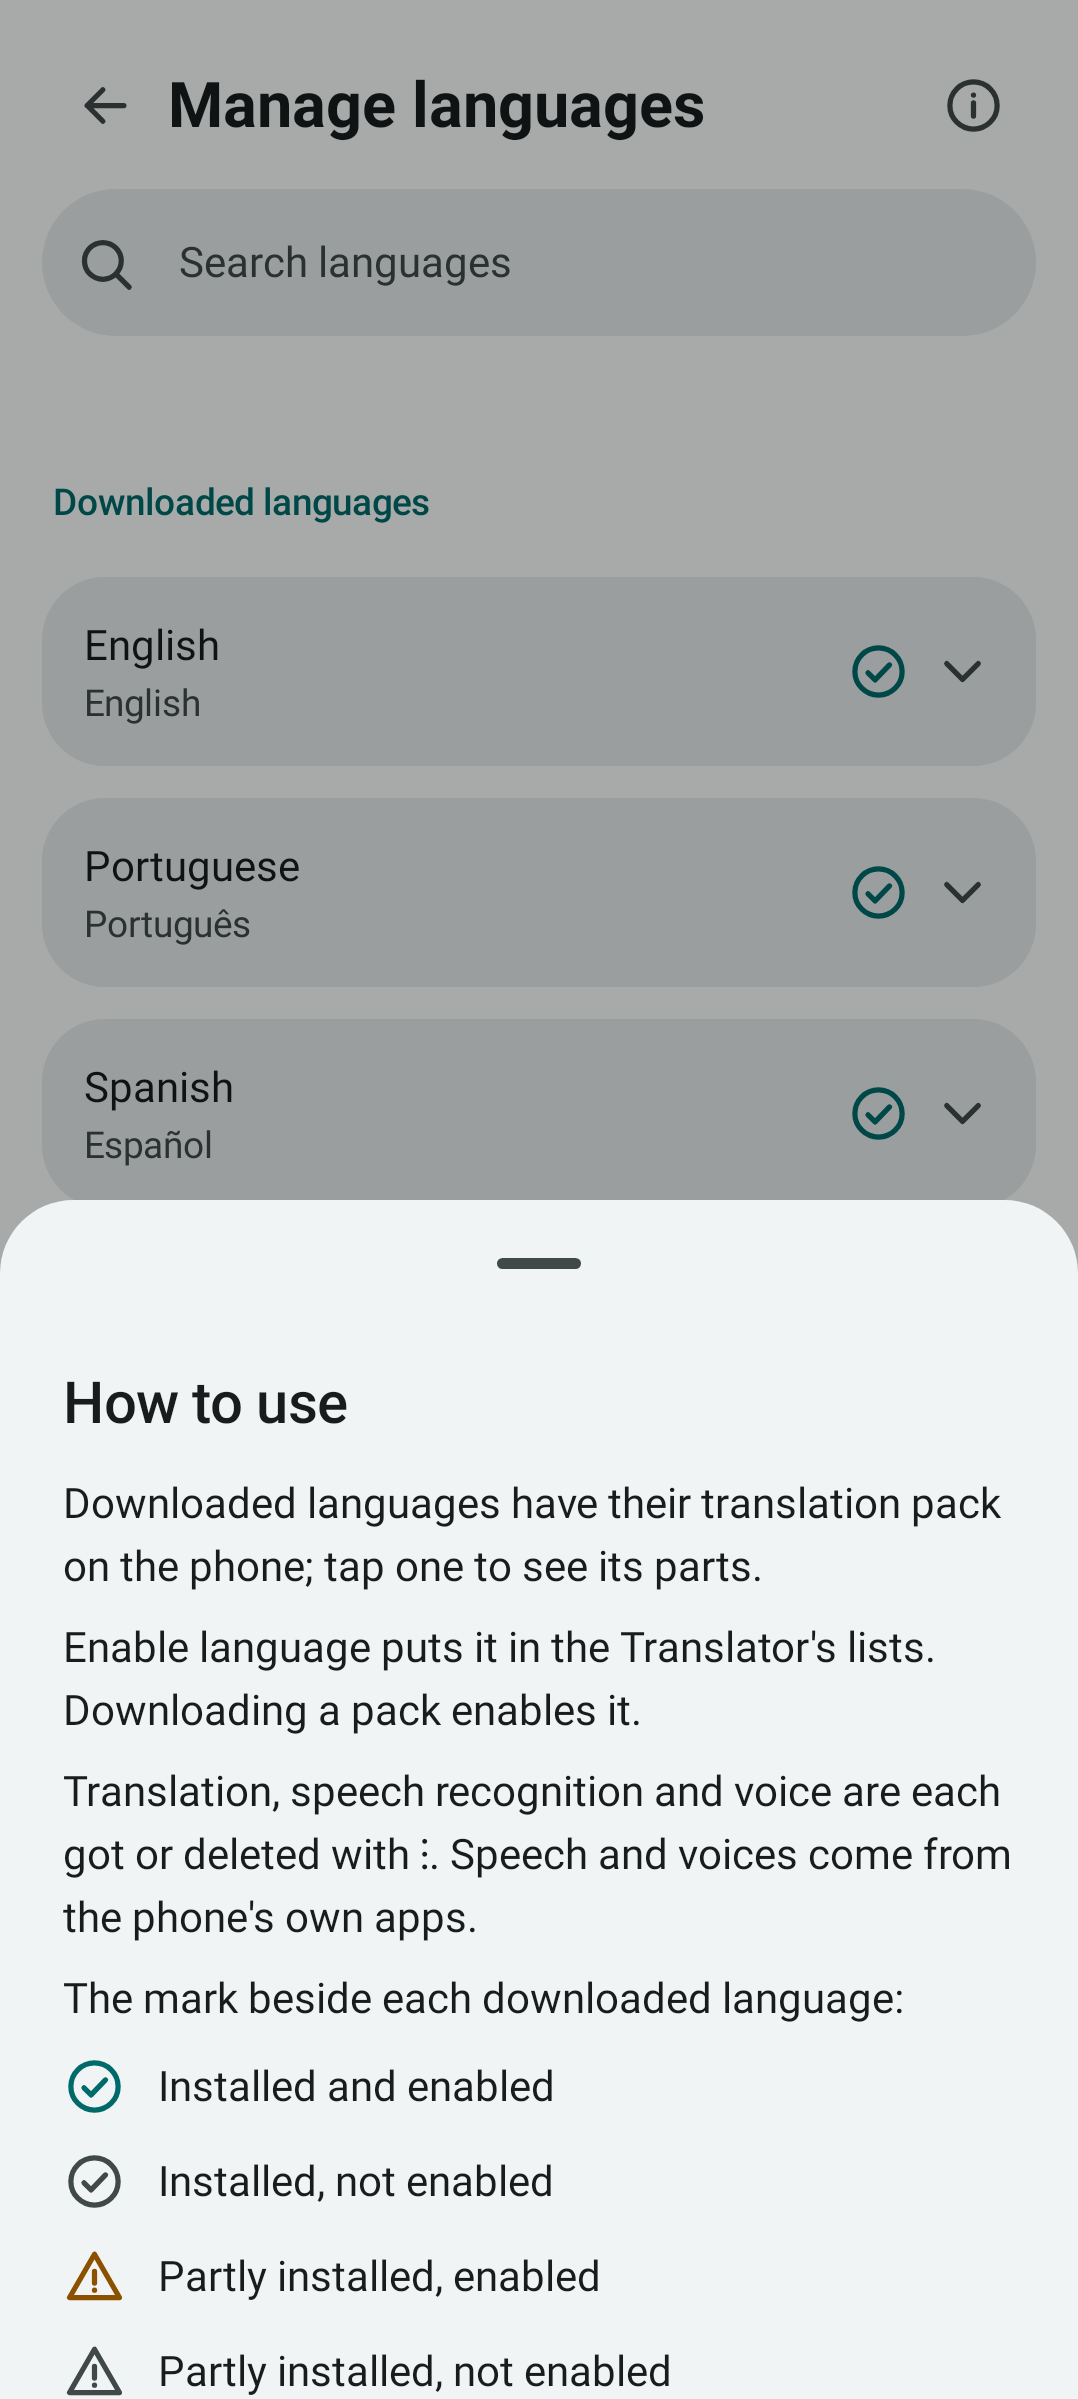 Manage languages
Search languages
Downloaded languages
English
English
Portuguese
Português
Spanish
Español
How to use
Downloaded languages have their translation pack
on the phone; tap one to see its parts.
Enable language puts it in the Translator's lists.
Downloading a pack enables it.
Translation, speech recognition and voice are each
got or deleted with ⋮. Speech and voices come from
the phone's own apps.
The mark beside each downloaded language:
Installed and enabled
Installed, not enabled
Partly installed, enabled
Partly installed, not enabled